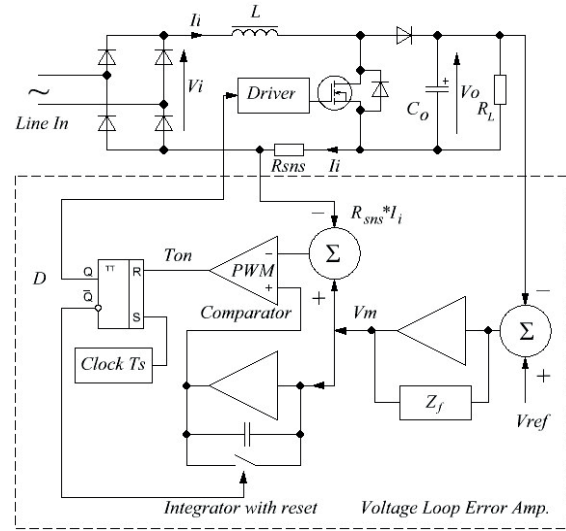 Ii
L
~
Line In
Vi
Driver
Co
+
Vo
RL
Rsns
Ii
Rsns*Ii
−
Σ
+
D
Q
Q̅
TT
R
S
Ton
PWM
−
+
Comparator
Clock Ts
Vm
−
Σ
+
Zf
Vref
Integrator with reset
Voltage Loop Error Amp.